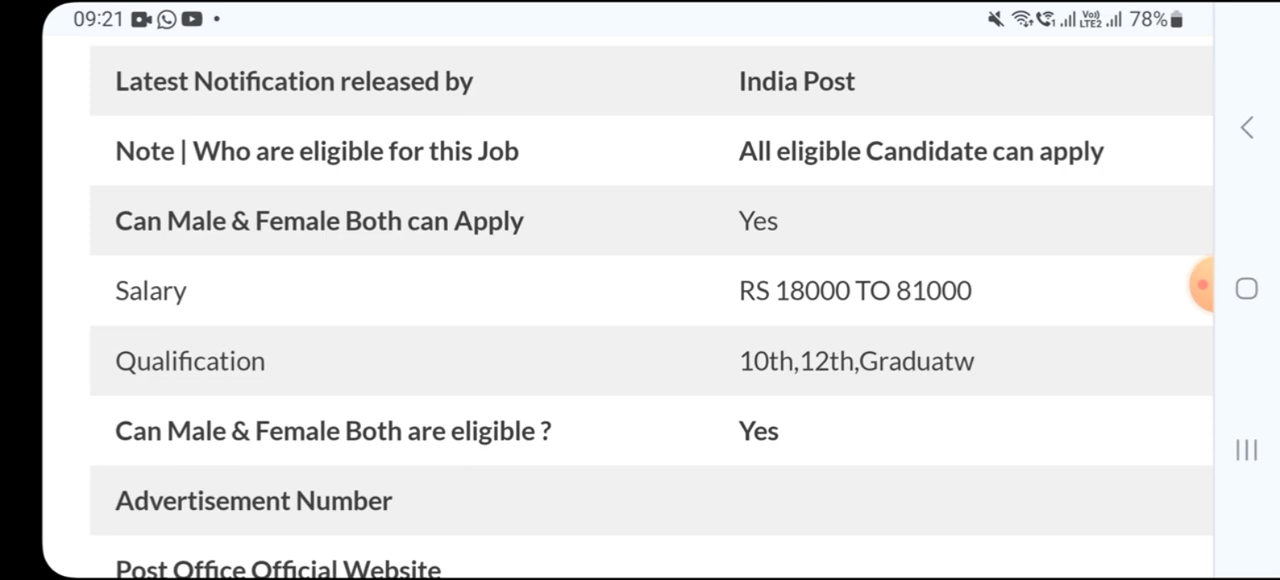 09:21 78%
Vo))
LTE2
Latest Notification released by India Post
Note | Who are eligible for this Job All eligible Candidate can apply
Can Male & Female Both can Apply Yes
Salary RS 18000 TO 81000
Qualification 10th,12th,Graduatw
Can Male & Female Both are eligible ? Yes
Advertisement Number
Post Office Official Website